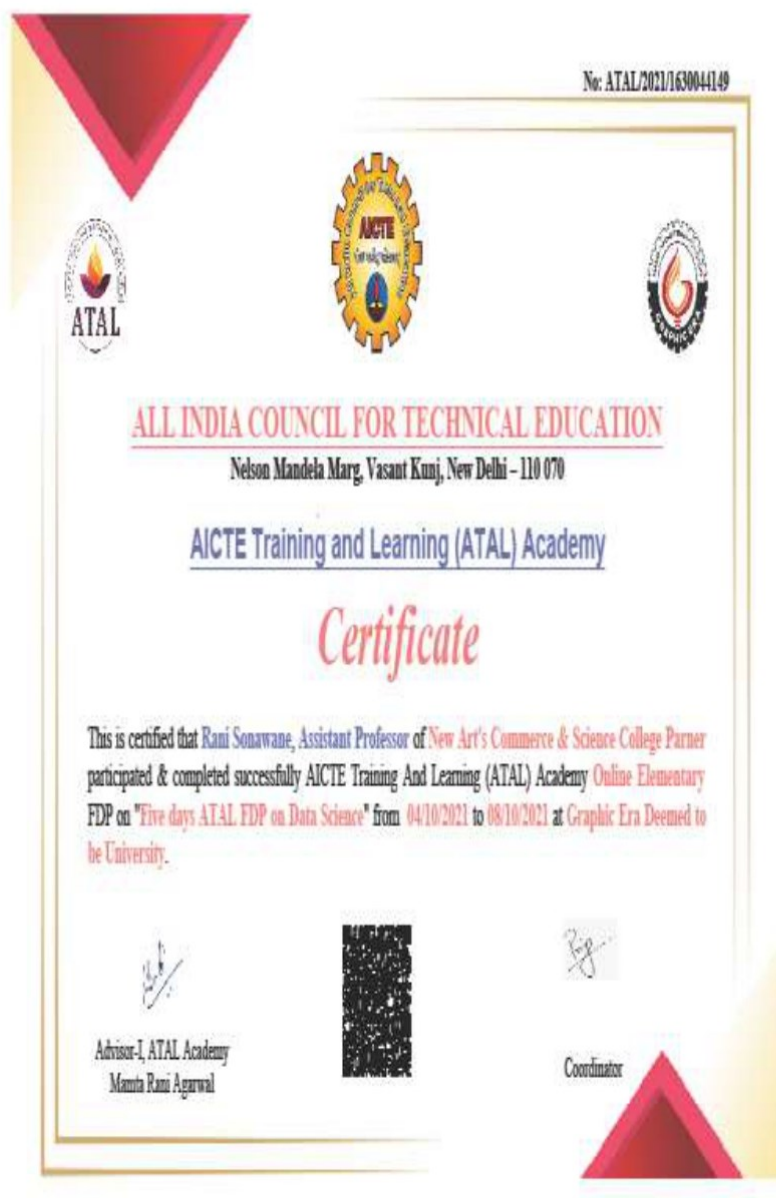 No: ATAL/2021/1630044149
AICTE
ATAL
GRAPHIC ERA
ALL INDIA COUNCIL FOR TECHNICAL EDUCATION
Nelson Mandela Marg, Vasant Kunj, New Delhi – 110 070
AICTE Training and Learning (ATAL) Academy
Certificate
This is certified that Rani Sonawane, Assistant Professor of New Art's Commerce & Science College Parner
participated & completed successfully AICTE Training And Learning (ATAL) Academy Online Elementary
FDP on "Five days ATAL FDP on Data Science" from 04/10/2021 to 08/10/2021 at Graphic Era Deemed to
be University.
Advisor-I, ATAL Academy
Mamta Rani Agarwal
Coordinator